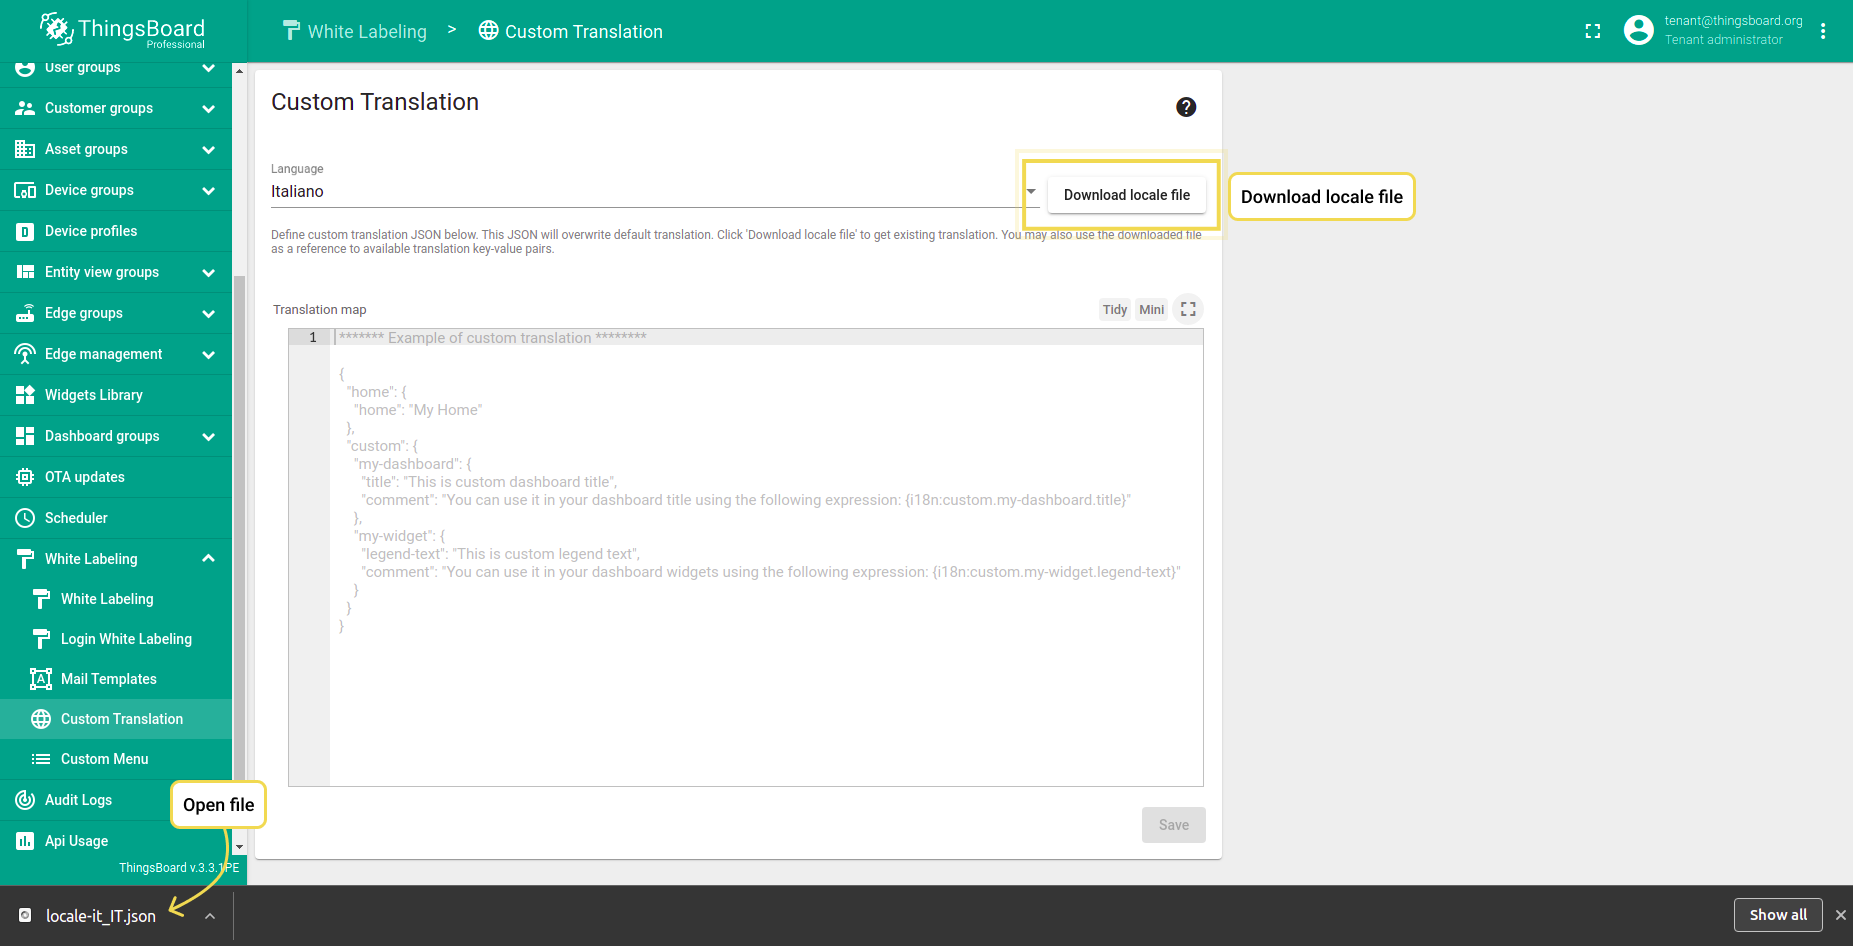 ThingsBoard
Professional
White Labeling > Custom Translation
tenant@thingsboard.org
Tenant administrator
User groups
Customer groups
Asset groups
Device groups
Device profiles
Entity view groups
Edge groups
Edge management
Widgets Library
Dashboard groups
OTA updates
Scheduler
White Labeling
White Labeling
Login White Labeling
Mail Templates
Custom Translation
Custom Menu
Audit Logs
Api Usage
ThingsBoard v.3.3.1PE
Custom Translation
Language
Italiano
Download locale file
Download locale file
Define custom translation JSON below. This JSON will overwrite default translation. Click 'Download locale file' to get existing translation. You may also use the downloaded file
as a reference to available translation key-value pairs.
Translation map
Tidy
Mini
1
******* Example of custom translation ********
{
"home": {
"home": "My Home"
},
"custom": {
"my-dashboard": {
"title": "This is custom dashboard title",
"comment": "You can use it in your dashboard title using the following expression: {i18n:custom.my-dashboard.title}"
},
"my-widget": {
"legend-text": "This is custom legend text",
"comment": "You can use it in your dashboard widgets using the following expression: {i18n:custom.my-widget.legend-text}"
}
}
}
Save
Open file
locale-it_IT.json
Show all